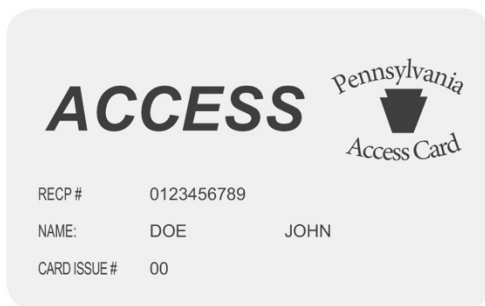 Pennsylvania
ACCESS
Access Card
RECP # 0123456789
NAME: DOE JOHN
CARD ISSUE # 00